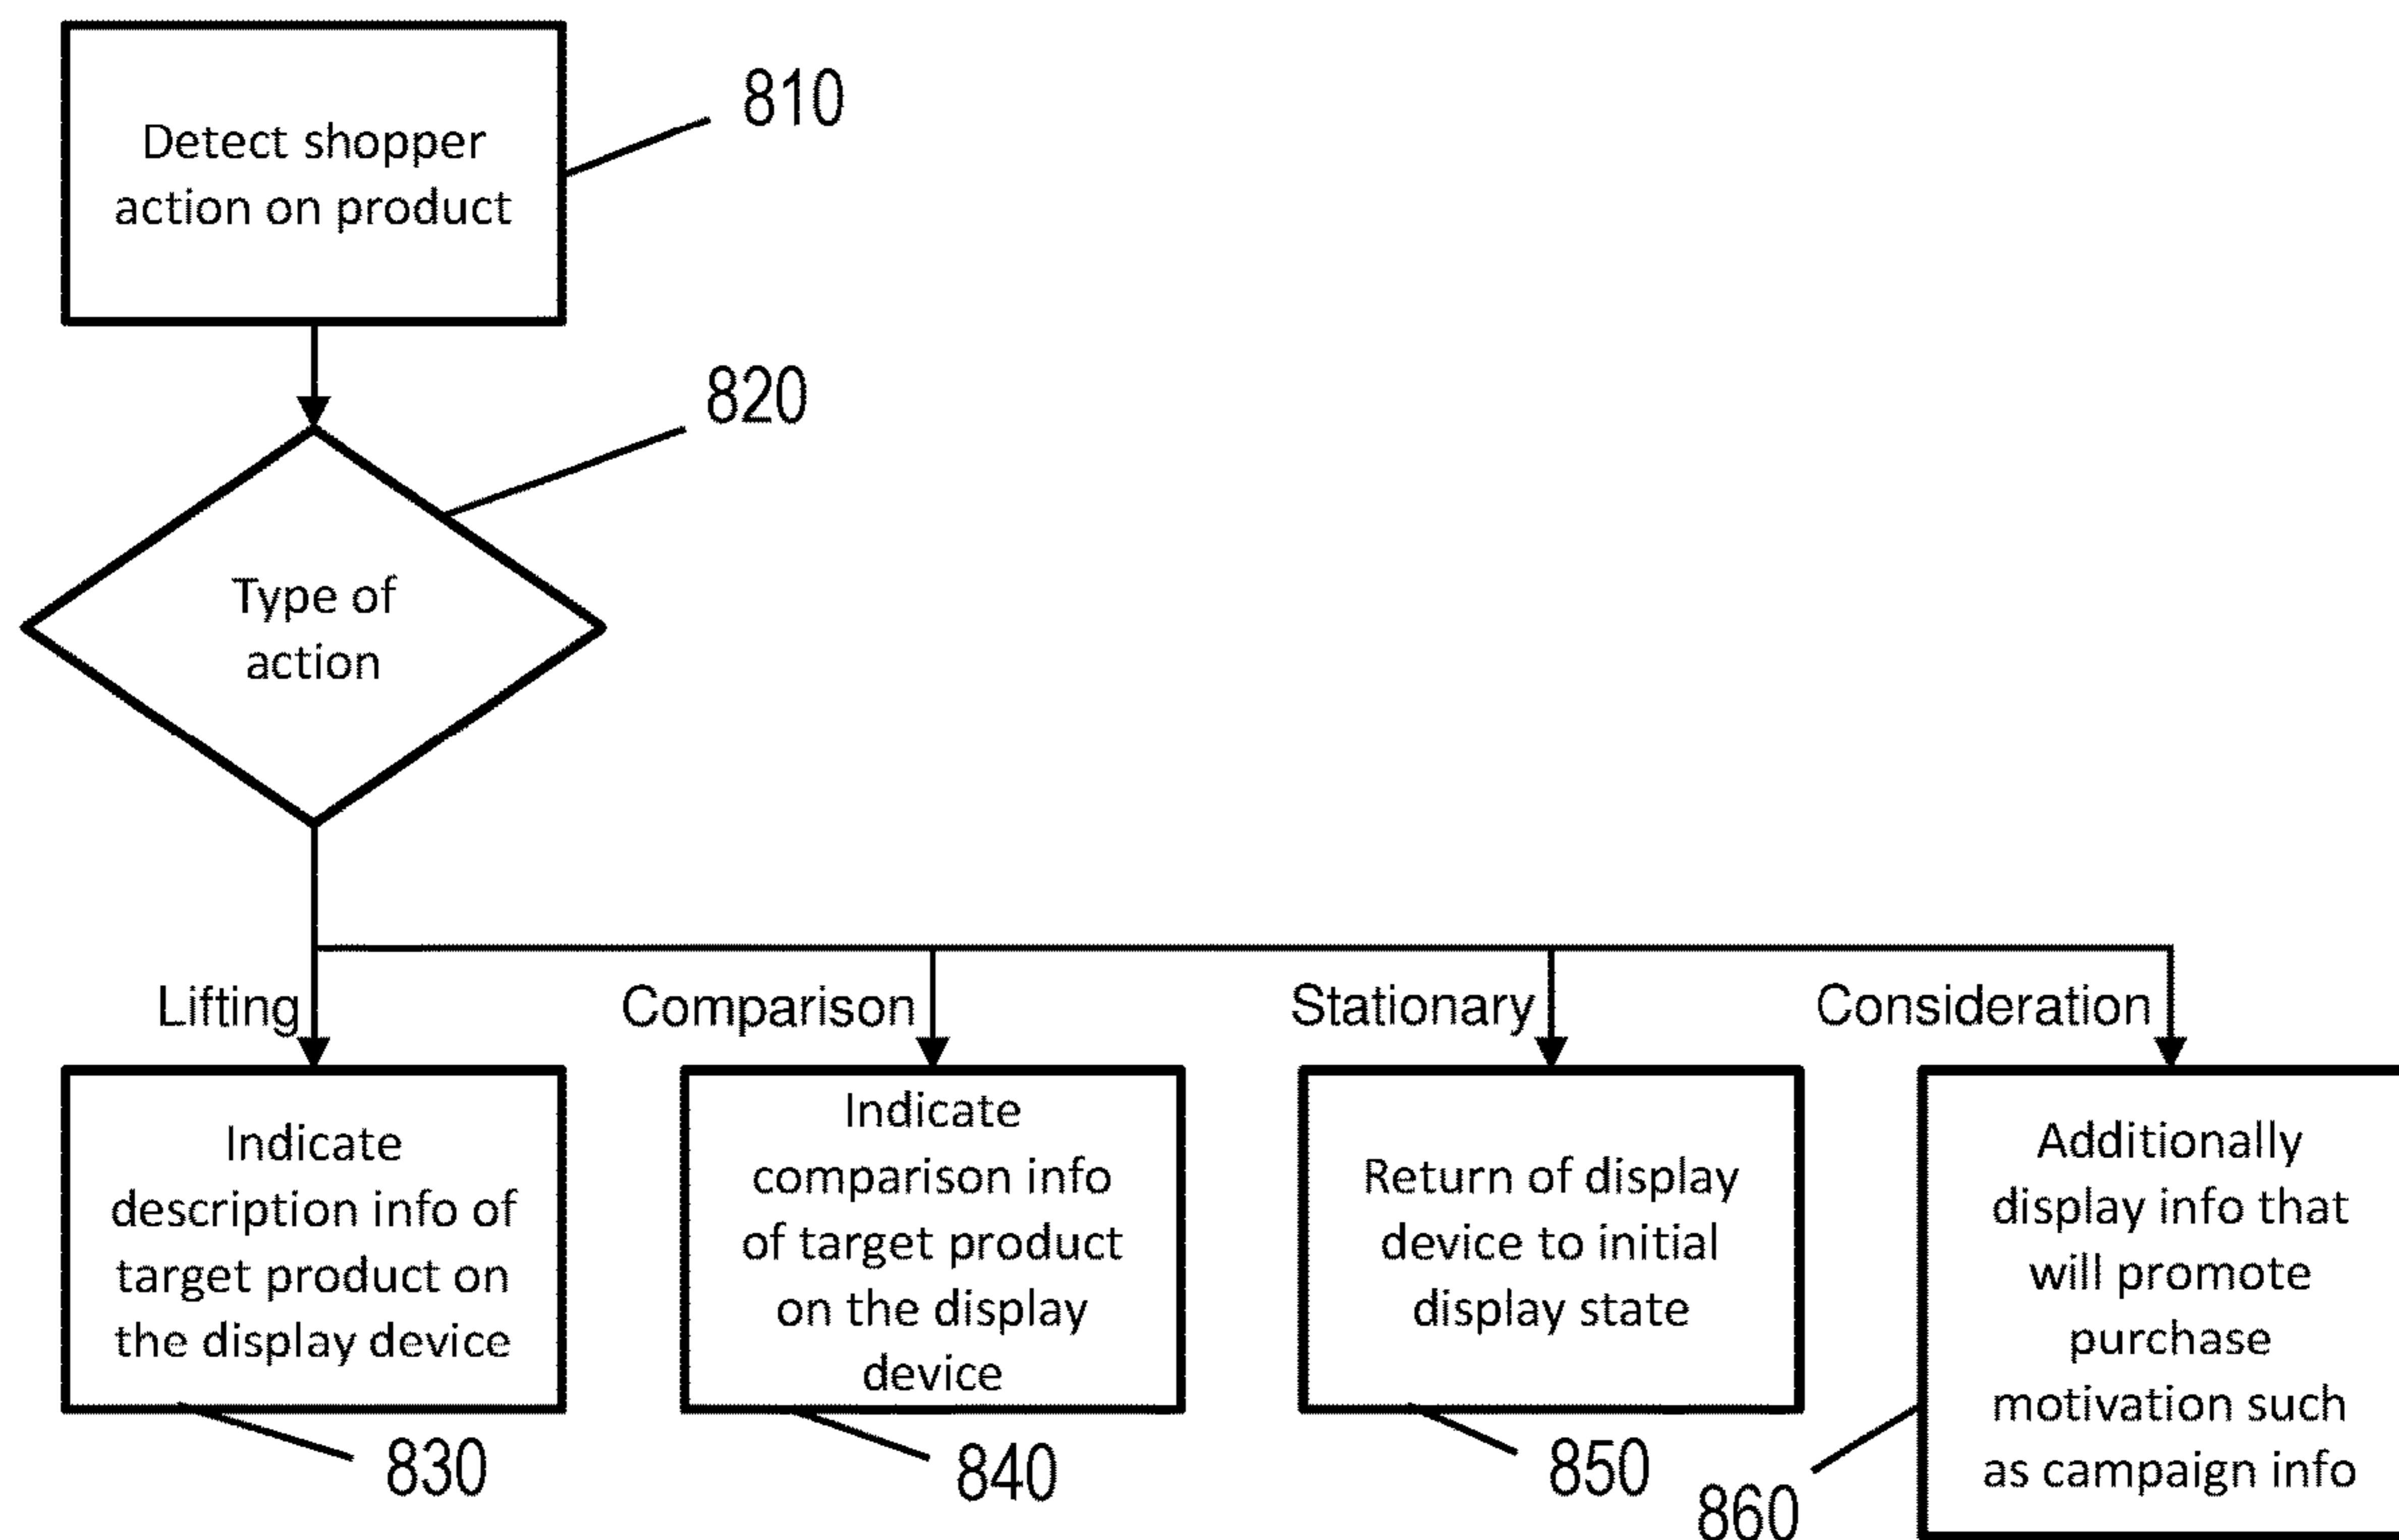 Detect shopper
action on product
810
820
Type of
action
Lifting
Comparison
Stationary
Consideration
Indicate
description info of
target product on
the display device
830
Indicate
comparison info
of target product
on the display
device
840
Return of display
device to initial
display state
850
Additionally
display info that
will promote
purchase
motivation such
as campaign info
860